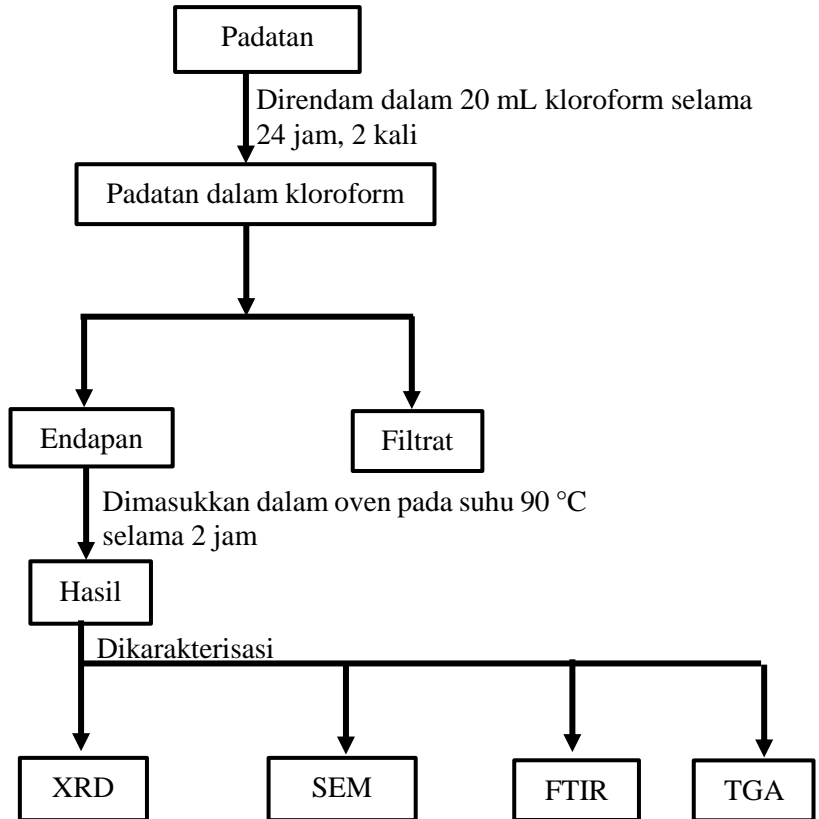 Padatan
Direndam dalam 20 mL kloroform selama
24 jam, 2 kali
Padatan dalam kloroform
Endapan
Filtrat
Dimasukkan dalam oven pada suhu 90 °C
selama 2 jam
Hasil
Dikarakterisasi
XRD
SEM
FTIR
TGA